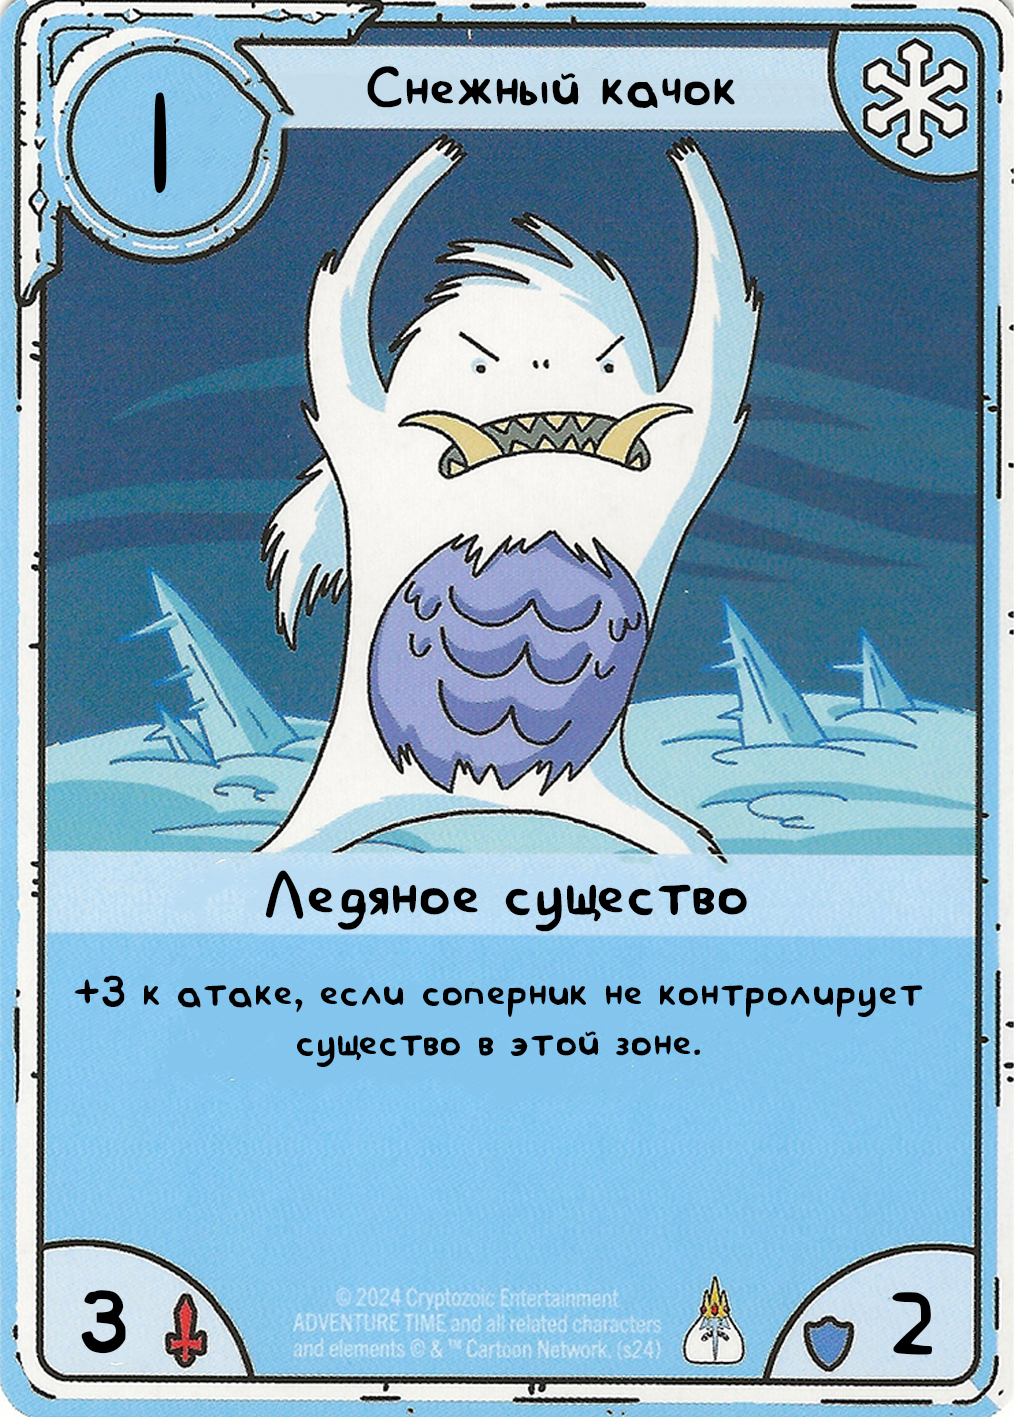 1
Снежный качок
Ледяное существо
+3 к атаке, если соперник не контролирует
существо в этой зоне.
3
© 2024 Cryptozoic Entertainment
ADVENTURE TIME and all related characters
and elements © & ™ Cartoon Network. (s24)
2